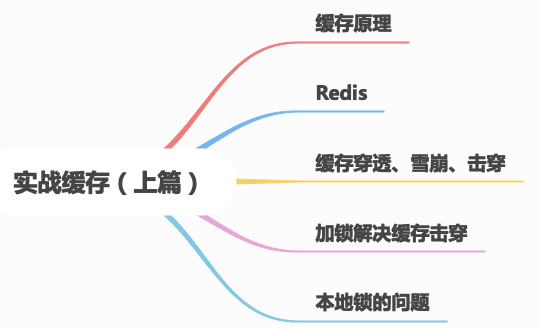 实战缓存（上篇）
缓存原理
Redis
缓存穿透、雪崩、击穿
加锁解决缓存击穿
本地锁的问题